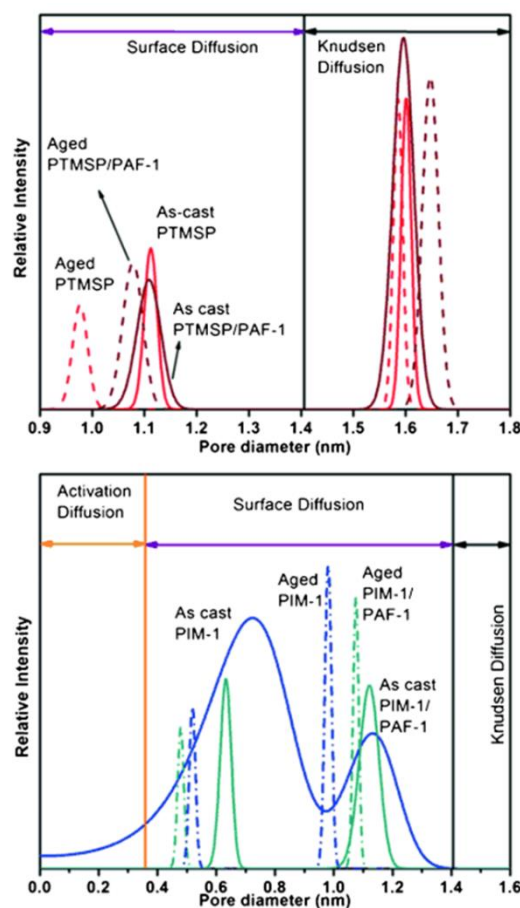 Surface Diffusion
Knudsen
Diffusion
Aged
PTMSP/PAF-1
As-cast
PTMSP
Aged
PTMSP
As cast
PTMSP/PAF-1
Relative Intensity
0.9 1.0 1.1 1.2 1.3 1.4 1.5 1.6 1.7 1.8
Pore diameter (nm)
Activation
Diffusion
Surface Diffusion
Aged
PIM-1
Aged
PIM-1/
PAF-1
As cast
PIM-1
As cast
PIM-1/
PAF-1
Knudsen Diffusion
Relative Intensity
0.0 0.2 0.4 0.6 0.8 1.0 1.2 1.4 1.6
Pore diameter (nm)